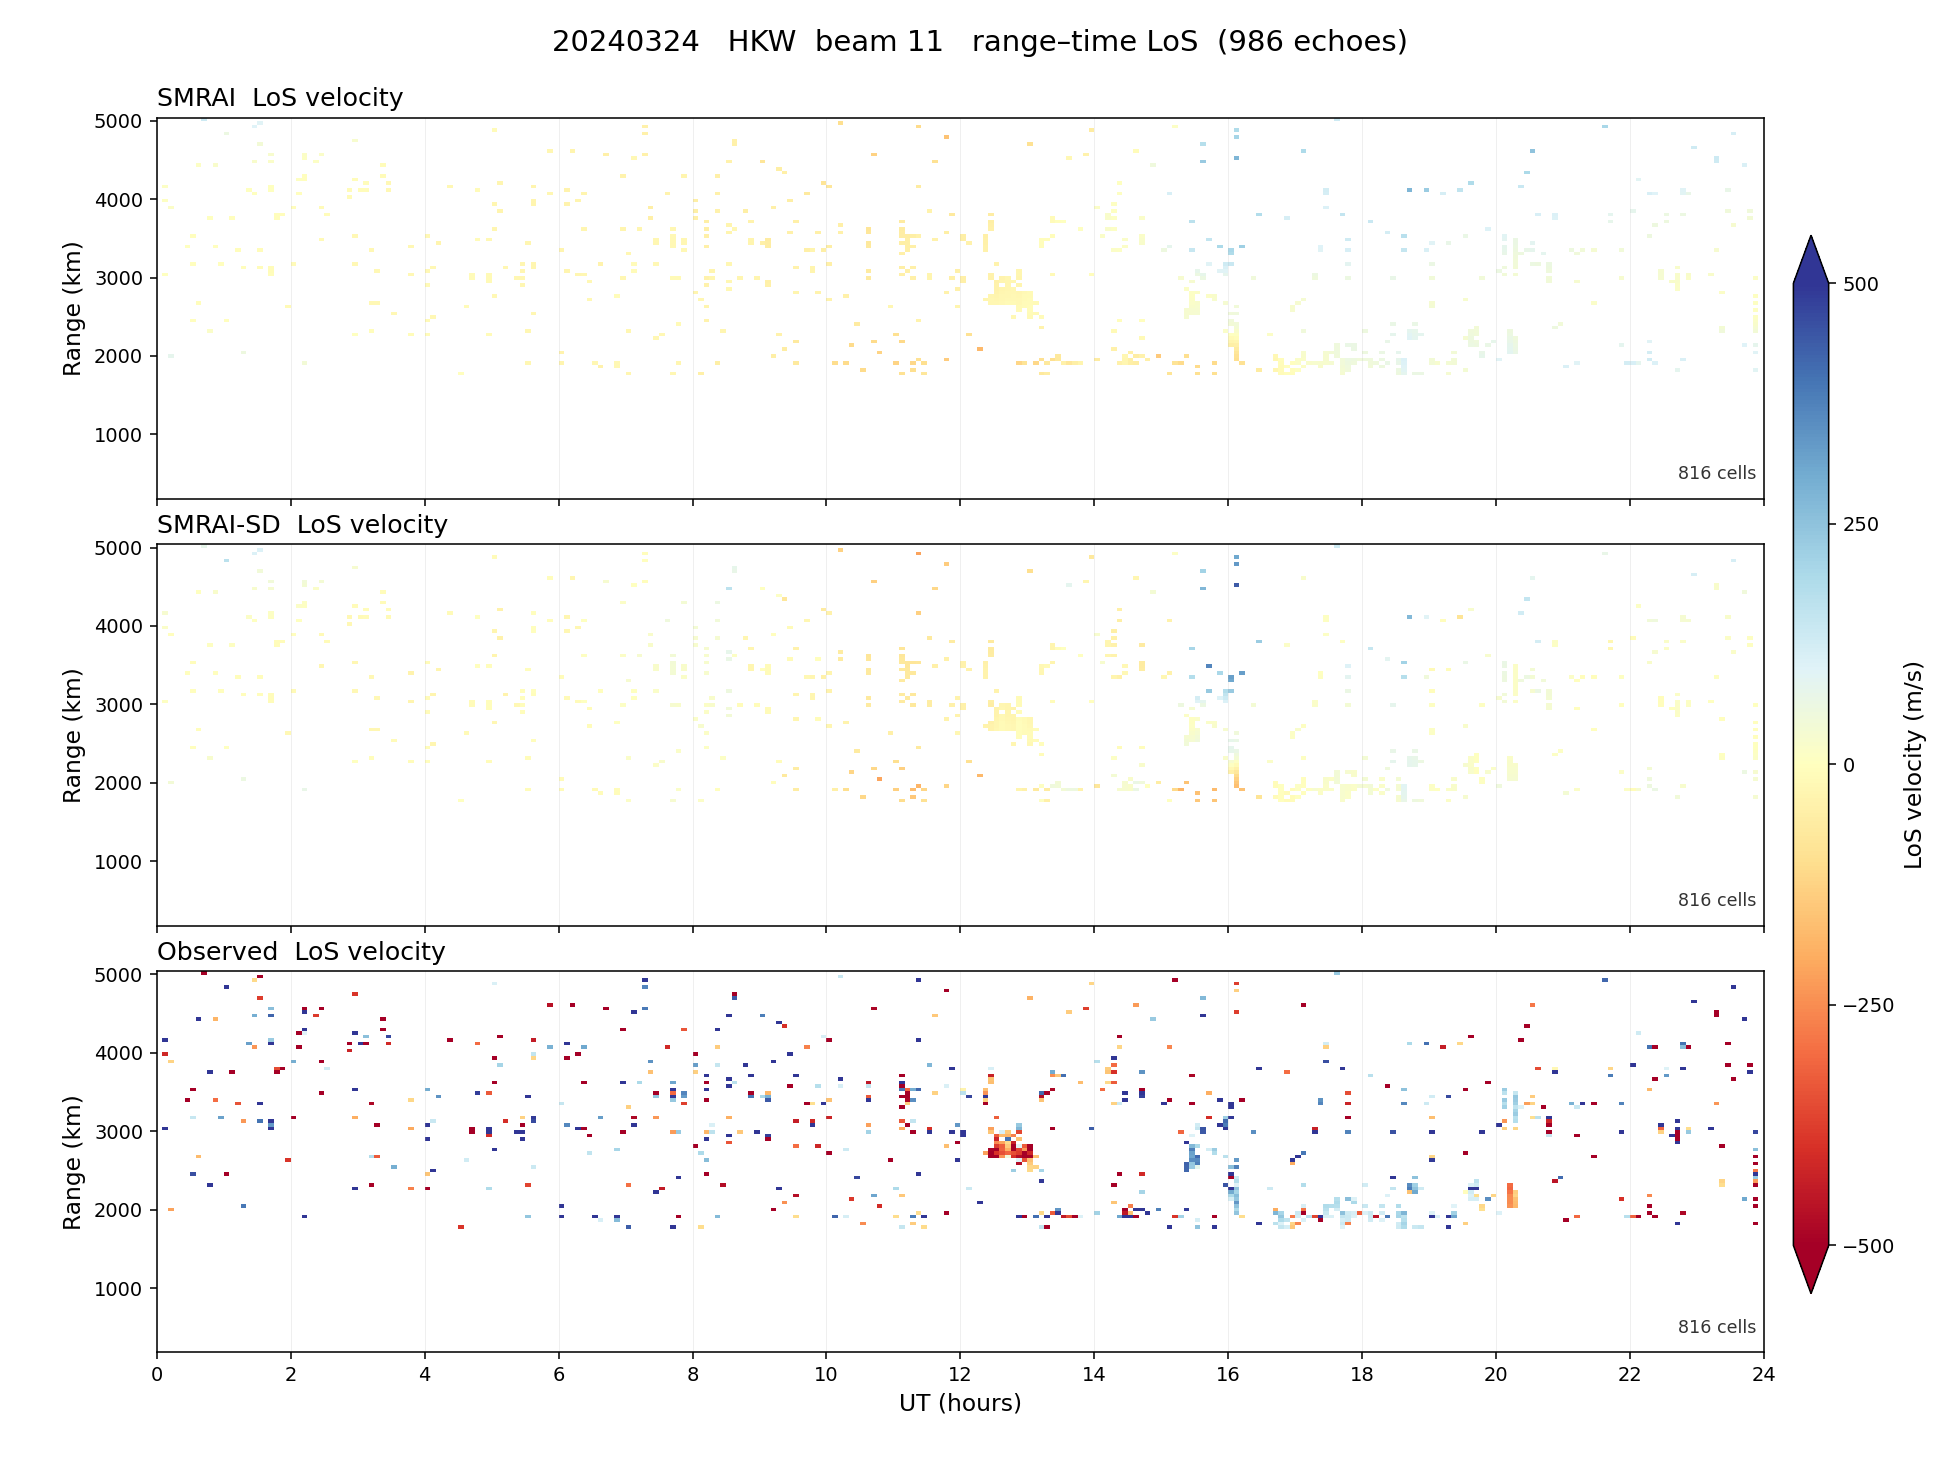 20240324   HKW  beam 11   range–time LoS  (986 echoes)
SMRAI  LoS velocity
5000
4000
3000
2000
1000
Range (km)
816 cells
SMRAI-SD  LoS velocity
5000
4000
3000
2000
1000
Range (km)
816 cells
Observed  LoS velocity
5000
4000
3000
2000
1000
Range (km)
816 cells
0 2 4 6 8 10 12 14 16 18 20 22 24
UT (hours)
500
250
0
−250
−500
LoS velocity (m/s)